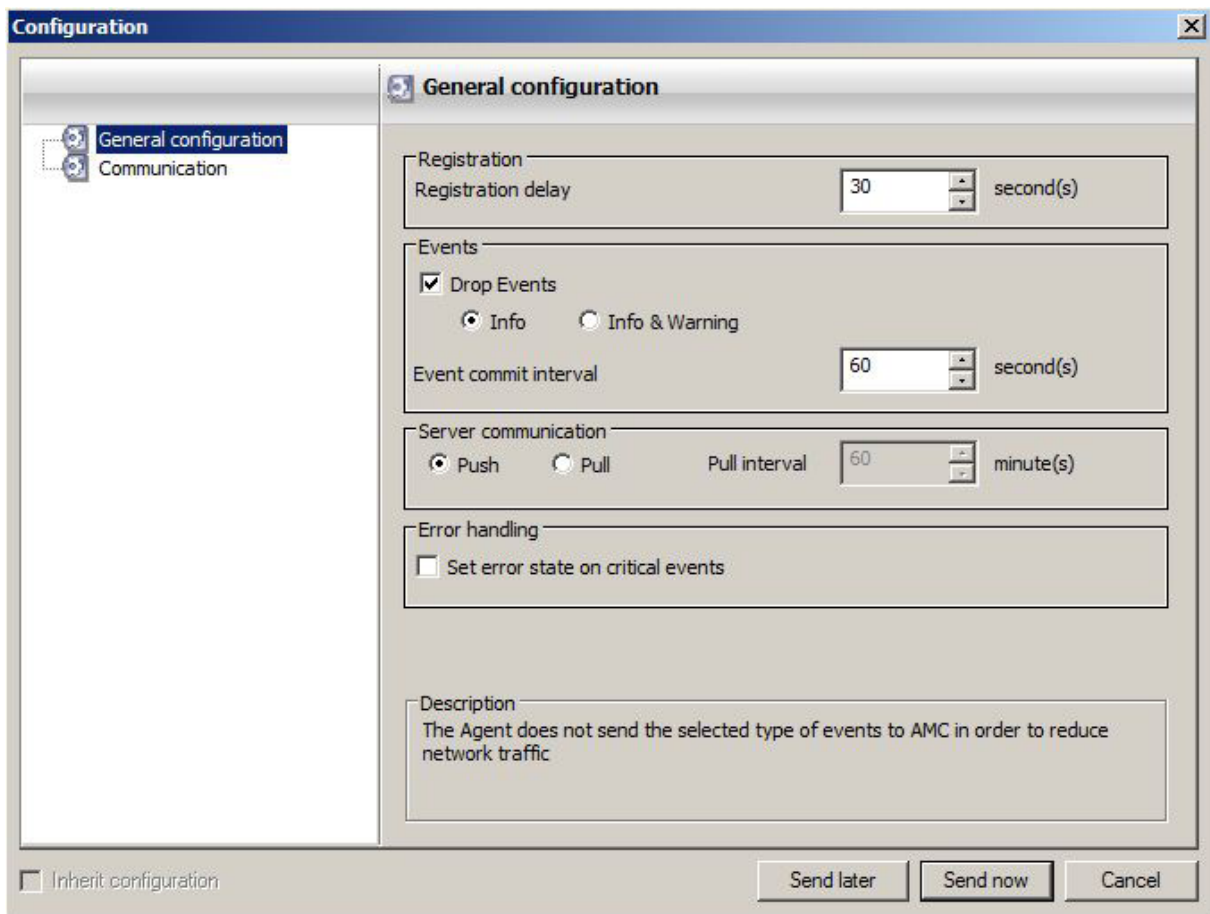 Configuration
General configuration
General configuration
Communication
Registration
Registration delay 30 second(s)
Events
Drop Events
Info Info & Warning
Event commit interval 60 second(s)
Server communication
Push Pull Pull interval 60 minute(s)
Error handling
Set error state on critical events
Description
The Agent does not send the selected type of events to AMC in order to reduce
network traffic
Inherit configuration Send later Send now Cancel